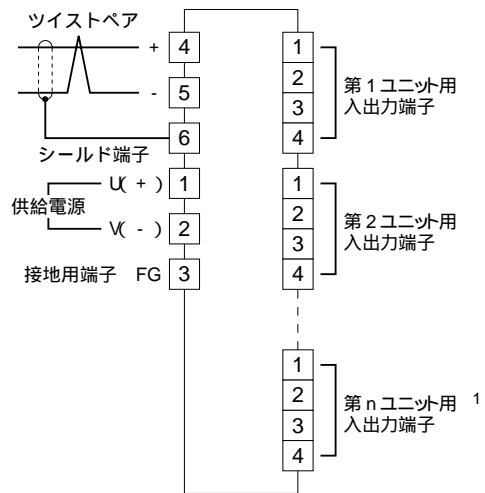 ツイストペア
+ 4
- 5
6
シールド端子
供給電源
U( + ) 1
V( - ) 2
接地用端子 FG 3
1
2
3
4
第1ユニット用
入出力端子
1
2
3
4
第2ユニット用
入出力端子
1
2
3
4
第nユニット用 1
入出力端子